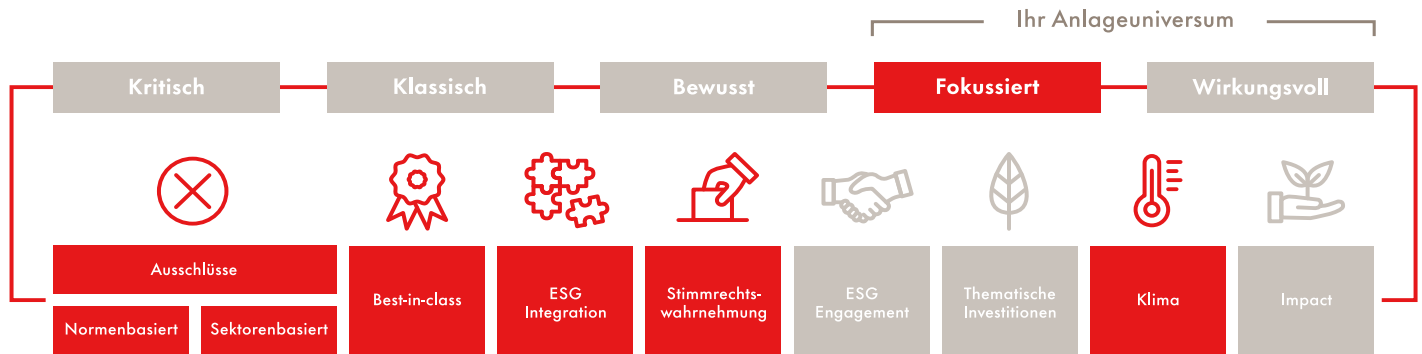 Ihr Anlageuniversum
Kritisch
Klassisch
Bewusst
Fokussiert
Wirkungsvoll
Ausschlüsse
Normenbasiert
Sektorenbasiert
Best-in-class
ESG
Integration
Stimmrechts-
wahrnehmung
ESG
Engagement
Thematische
Investitionen
Klima
Impact